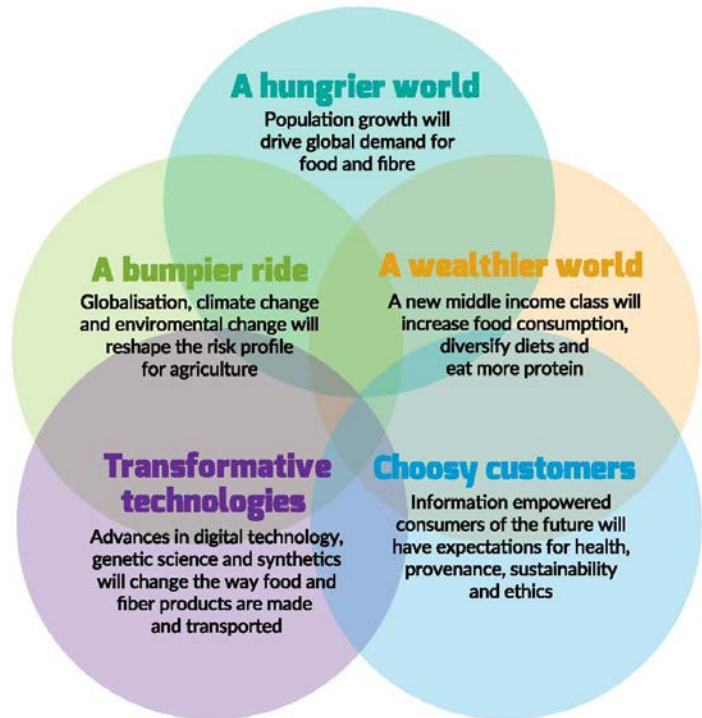 A hungrier world
Population growth will
drive global demand for
food and fibre
A bumpier ride
Globalisation, climate change
and enviromental change will
reshape the risk profile
for agriculture
A wealthier world
A new middle income class will
increase food consumption,
diversify diets and
eat more protein
Transformative
technologies
Advances in digital technology,
genetic science and synthetics
will change the way food and
fiber products are made
and transported
Choosy customers
Information empowered
consumers of the future will
have expectations for health,
provenance, sustainability
and ethics